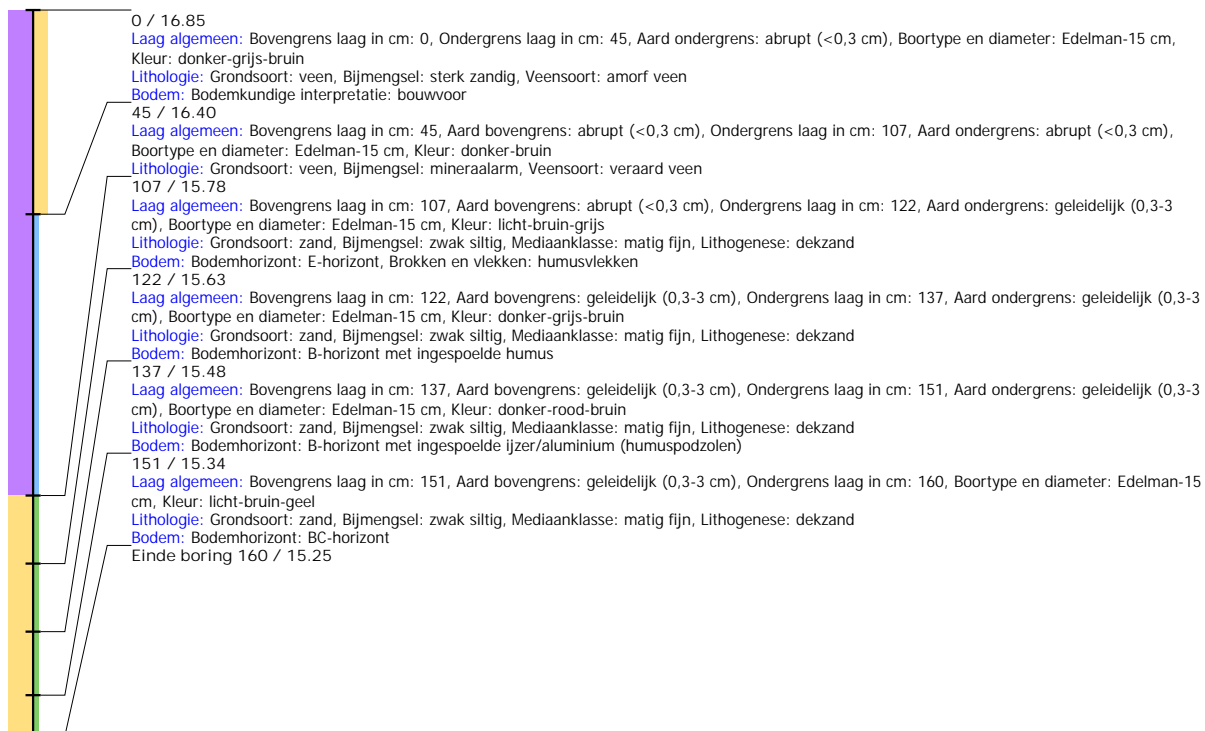 0 / 16.85
Laag algemeen: Bovengrens laag in cm: 0, Ondergrens laag in cm: 45, Aard ondergrens: abrupt (<0,3 cm), Boortype en diameter: Edelman-15 cm,
Kleur: donker-grijs-bruin
Lithologie: Grondsoort: veen, Bijmengsel: sterk zandig, Veensoort: amorf veen
Bodem: Bodemkundige interpretatie: bouwvoor
45 / 16.40
Laag algemeen: Bovengrens laag in cm: 45, Aard bovengrens: abrupt (<0,3 cm), Ondergrens laag in cm: 107, Aard ondergrens: abrupt (<0,3 cm),
Boortype en diameter: Edelman-15 cm, Kleur: donker-bruin
Lithologie: Grondsoort: veen, Bijmengsel: mineraalarm, Veensoort: veraard veen
107 / 15.78
Laag algemeen: Bovengrens laag in cm: 107, Aard bovengrens: abrupt (<0,3 cm), Ondergrens laag in cm: 122, Aard ondergrens: geleidelijk (0,3-3
cm), Boortype en diameter: Edelman-15 cm, Kleur: licht-bruin-grijs
Lithologie: Grondsoort: zand, Bijmengsel: zwak siltig, Mediaanklasse: matig fijn, Lithogenese: dekzand
Bodem: Bodemhorizont: E-horizont, Brokken en vlekken: humusvlekken
122 / 15.63
Laag algemeen: Bovengrens laag in cm: 122, Aard bovengrens: geleidelijk (0,3-3 cm), Ondergrens laag in cm: 137, Aard ondergrens: geleidelijk (0,3-3
cm), Boortype en diameter: Edelman-15 cm, Kleur: donker-grijs-bruin
Lithologie: Grondsoort: zand, Bijmengsel: zwak siltig, Mediaanklasse: matig fijn, Lithogenese: dekzand
Bodem: Bodemhorizont: B-horizont met ingespoelde humus
137 / 15.48
Laag algemeen: Bovengrens laag in cm: 137, Aard bovengrens: geleidelijk (0,3-3 cm), Ondergrens laag in cm: 151, Aard ondergrens: geleidelijk (0,3-3
cm), Boortype en diameter: Edelman-15 cm, Kleur: donker-rood-bruin
Lithologie: Grondsoort: zand, Bijmengsel: zwak siltig, Mediaanklasse: matig fijn, Lithogenese: dekzand
Bodem: Bodemhorizont: B-horizont met ingespoelde ijzer/aluminium (humuspodzolen)
151 / 15.34
Laag algemeen: Bovengrens laag in cm: 151, Aard bovengrens: geleidelijk (0,3-3 cm), Ondergrens laag in cm: 160, Boortype en diameter: Edelman-15
cm, Kleur: licht-bruin-geel
Lithologie: Grondsoort: zand, Bijmengsel: zwak siltig, Mediaanklasse: matig fijn, Lithogenese: dekzand
Bodem: Bodemhorizont: BC-horizont
Einde boring 160 / 15.25